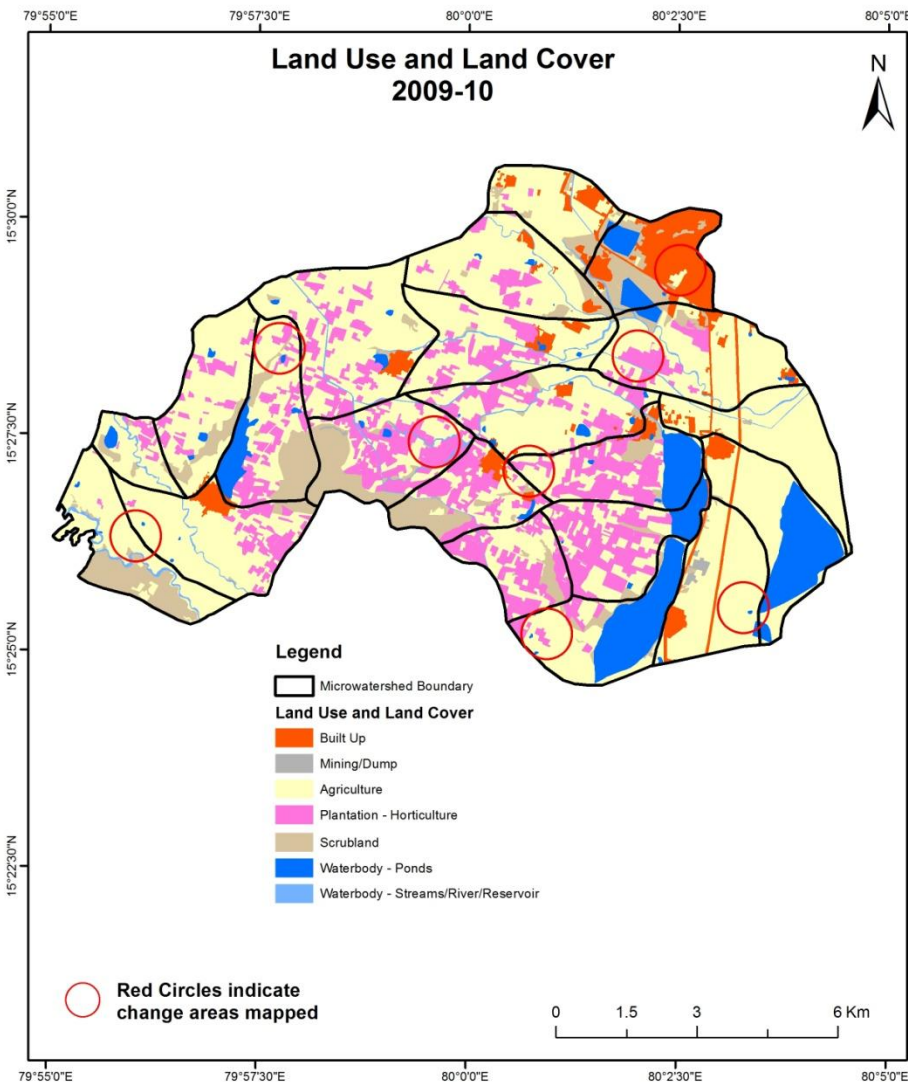 79°55'0"E 79°57'30"E 80°0'0"E 80°2'30"E 80°5'0"E
Land Use and Land Cover
2009-10
N
15°30'0"N
15°27'30"N
15°25'0"N
15°22'30"N
Legend
Microwatershed Boundary
Land Use and Land Cover
Built Up
Mining/Dump
Agriculture
Plantation - Horticulture
Scrubland
Waterbody - Ponds
Waterbody - Streams/River/Reservoir
Red Circles indicate
change areas mapped
0 1.5 3 6 Km
79°55'0"E 79°57'30"E 80°0'0"E 80°2'30"E 80°5'0"E